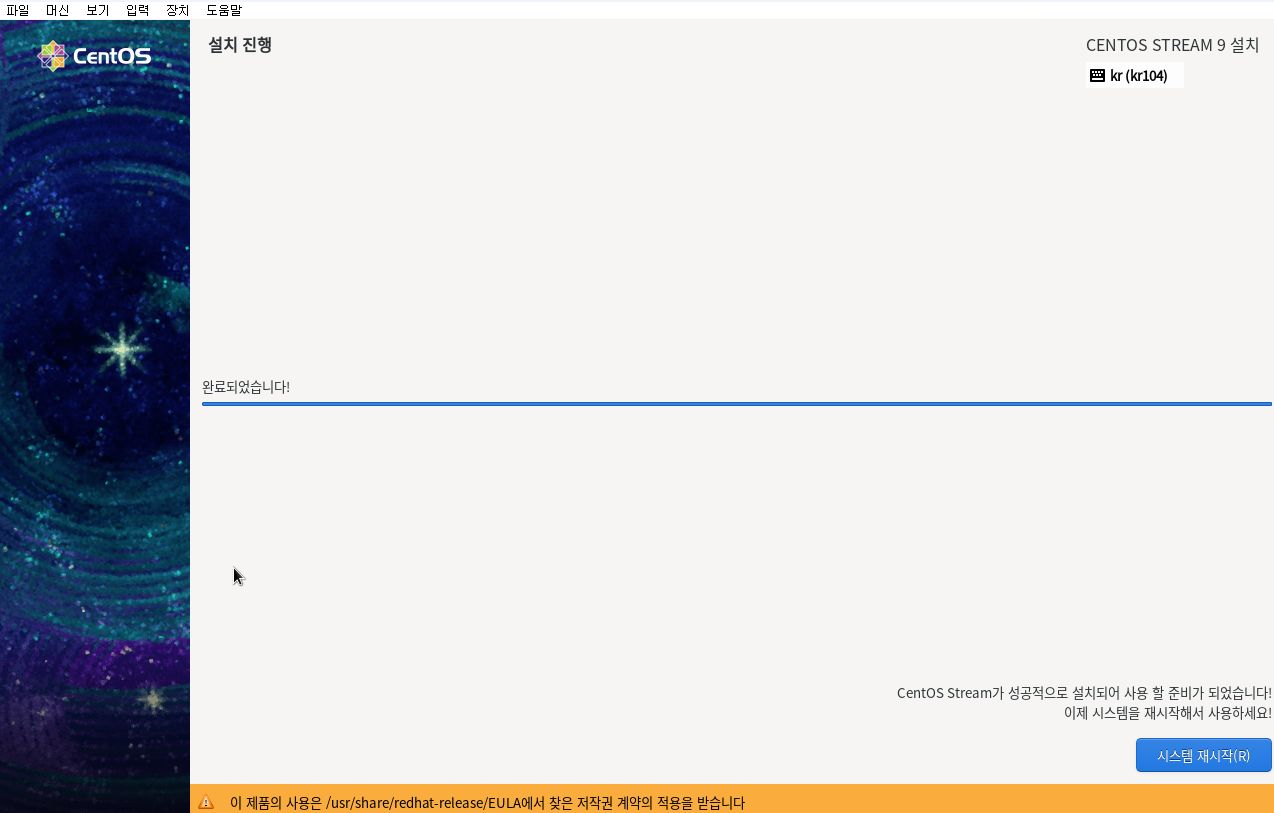 파일 머신 보기 입력 장치 도움말
CentOS
설치 진행
CENTOS STREAM 9 설치
kr (kr104)
완료되었습니다!
CentOS Stream가 성공적으로 설치되어 사용 할 준비가 되었습니다!
이제 시스템을 재시작해서 사용하세요!
시스템 재시작(R)
이 제품의 사용은 /usr/share/redhat-release/EULA에서 찾은 저작권 계약의 적용을 받습니다